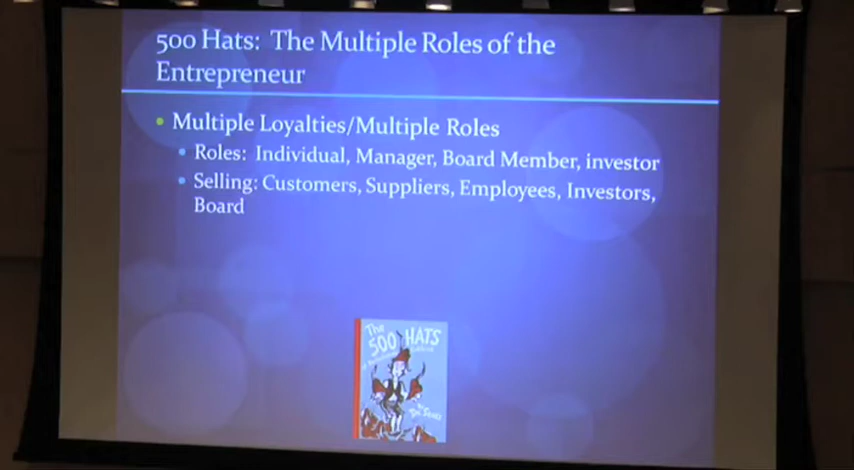 500 Hats: The Multiple Roles of the
Entrepreneur
Multiple Loyalties/Multiple Roles
Roles: Individual, Manager, Board Member, investor
Selling: Customers, Suppliers, Employees, Investors,
Board
The
500 HATS